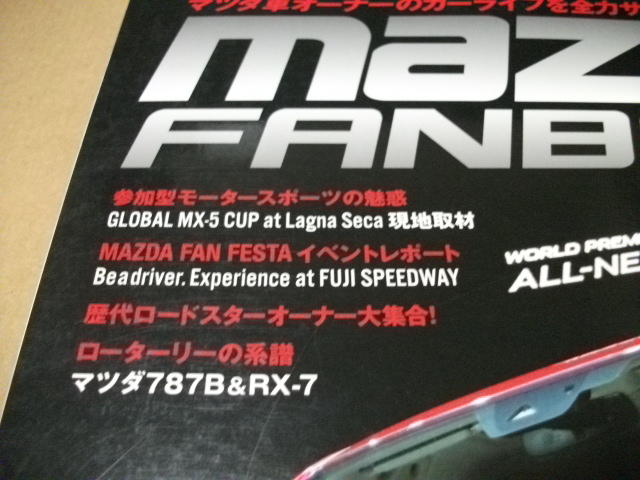 マツダ車オーナーのカーライフを全力サ
maz
FANB
参加型モータースポーツの魅惑
GLOBAL MX-5 CUP at Lagna Seca 現地取材
MAZDA FAN FESTA イベントレポート
Beadriver. Experience at FUJI SPEEDWAY
WORLD PREM
ALL-NE
歴代ロードスターオーナー大集合!
ローターリーの系譜
マツダ787B&RX-7